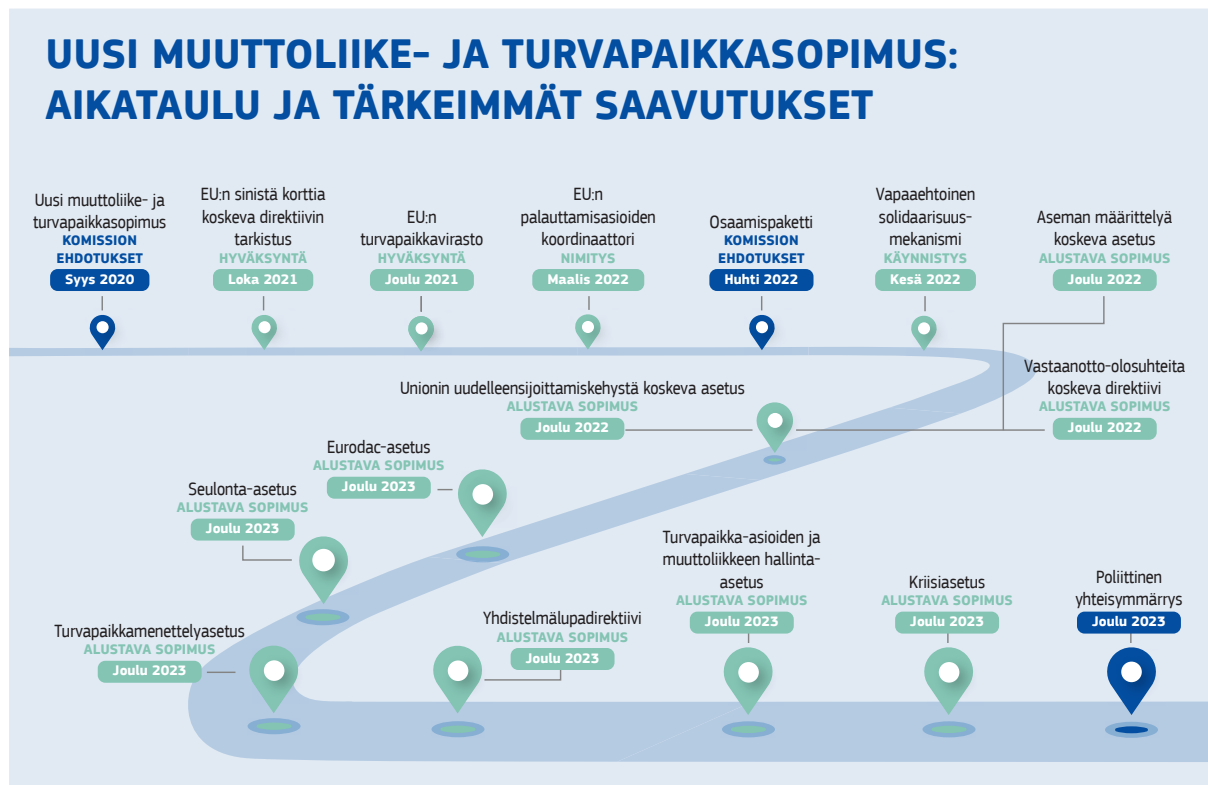 UUSI MUUTTOLIIKE- JA TURVAPAIKKASOPIMUS:
AIKATAULU JA TÄRKEIMMÄT SAAVUTUKSET
Uusi muuttoliike- ja
turvapaikkasopimus
KOMISSION
EHDOTUKSET
Syys 2020
EU:n sinistä korttia
koskeva direktiivin
tarkistus
HYVÄKSYNTÄ
Loka 2021
EU:n
turvapaikkavirasto
HYVÄKSYNTÄ
Joulu 2021
EU:n
palauttamisasioiden
koordinaattori
NIMITYS
Maalis 2022
Osaamispaketti
KOMISSION
EHDOTUKSET
Huhti 2022
Vapaaehtoinen
solidaarisuus-
mekanismi
KÄYNNISTYS
Kesä 2022
Aseman määrittelyä
koskeva asetus
ALUSTAVA SOPIMUS
Joulu 2022
Vastaanotto-olosuhteita
koskeva direktiivi
ALUSTAVA SOPIMUS
Joulu 2022
Unionin uudelleensijoittamiskehystä koskeva asetus
ALUSTAVA SOPIMUS
Joulu 2022
Eurodac-asetus
ALUSTAVA SOPIMUS
Joulu 2023
Seulonta-asetus
ALUSTAVA SOPIMUS
Joulu 2023
Turvapaikkamenettelyasetus
ALUSTAVA SOPIMUS
Joulu 2023
Yhdistelmälupadirektiivi
ALUSTAVA SOPIMUS
Joulu 2023
Turvapaikka-asioiden ja
muuttoliikkeen hallinta-
asetus
ALUSTAVA SOPIMUS
Joulu 2023
Kriisiasetus
ALUSTAVA SOPIMUS
Joulu 2023
Poliittinen
yhteisymmärrys
Joulu 2023